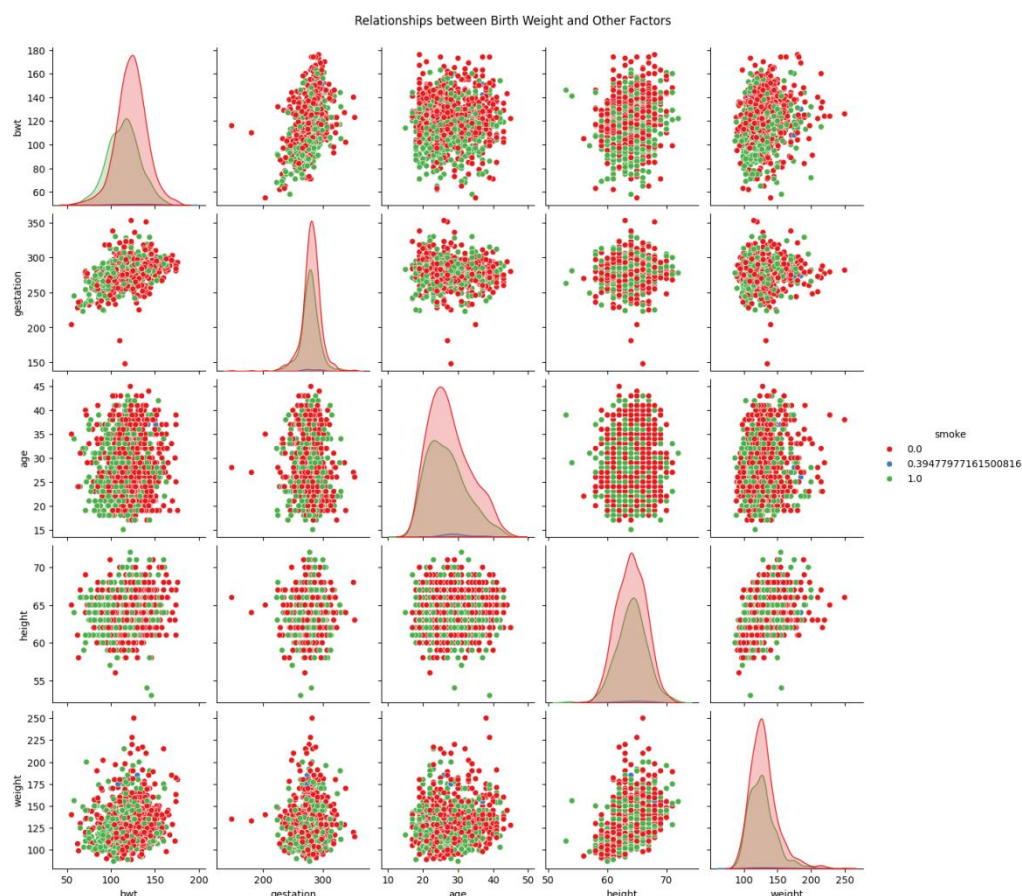 Relationships between Birth Weight and Other Factors
180
160
140
120
100
80
60
bwt
350
300
250
200
150
gestation
45
40
35
30
25
20
15
age
smoke
0.0
0.39477977161500816
1.0
70
65
60
55
height
250
225
200
175
150
125
100
weight
50 100 150 200
200 300
10 20 30 40 50
50 60 70
100 150 200 250
bwt gestation age height weight